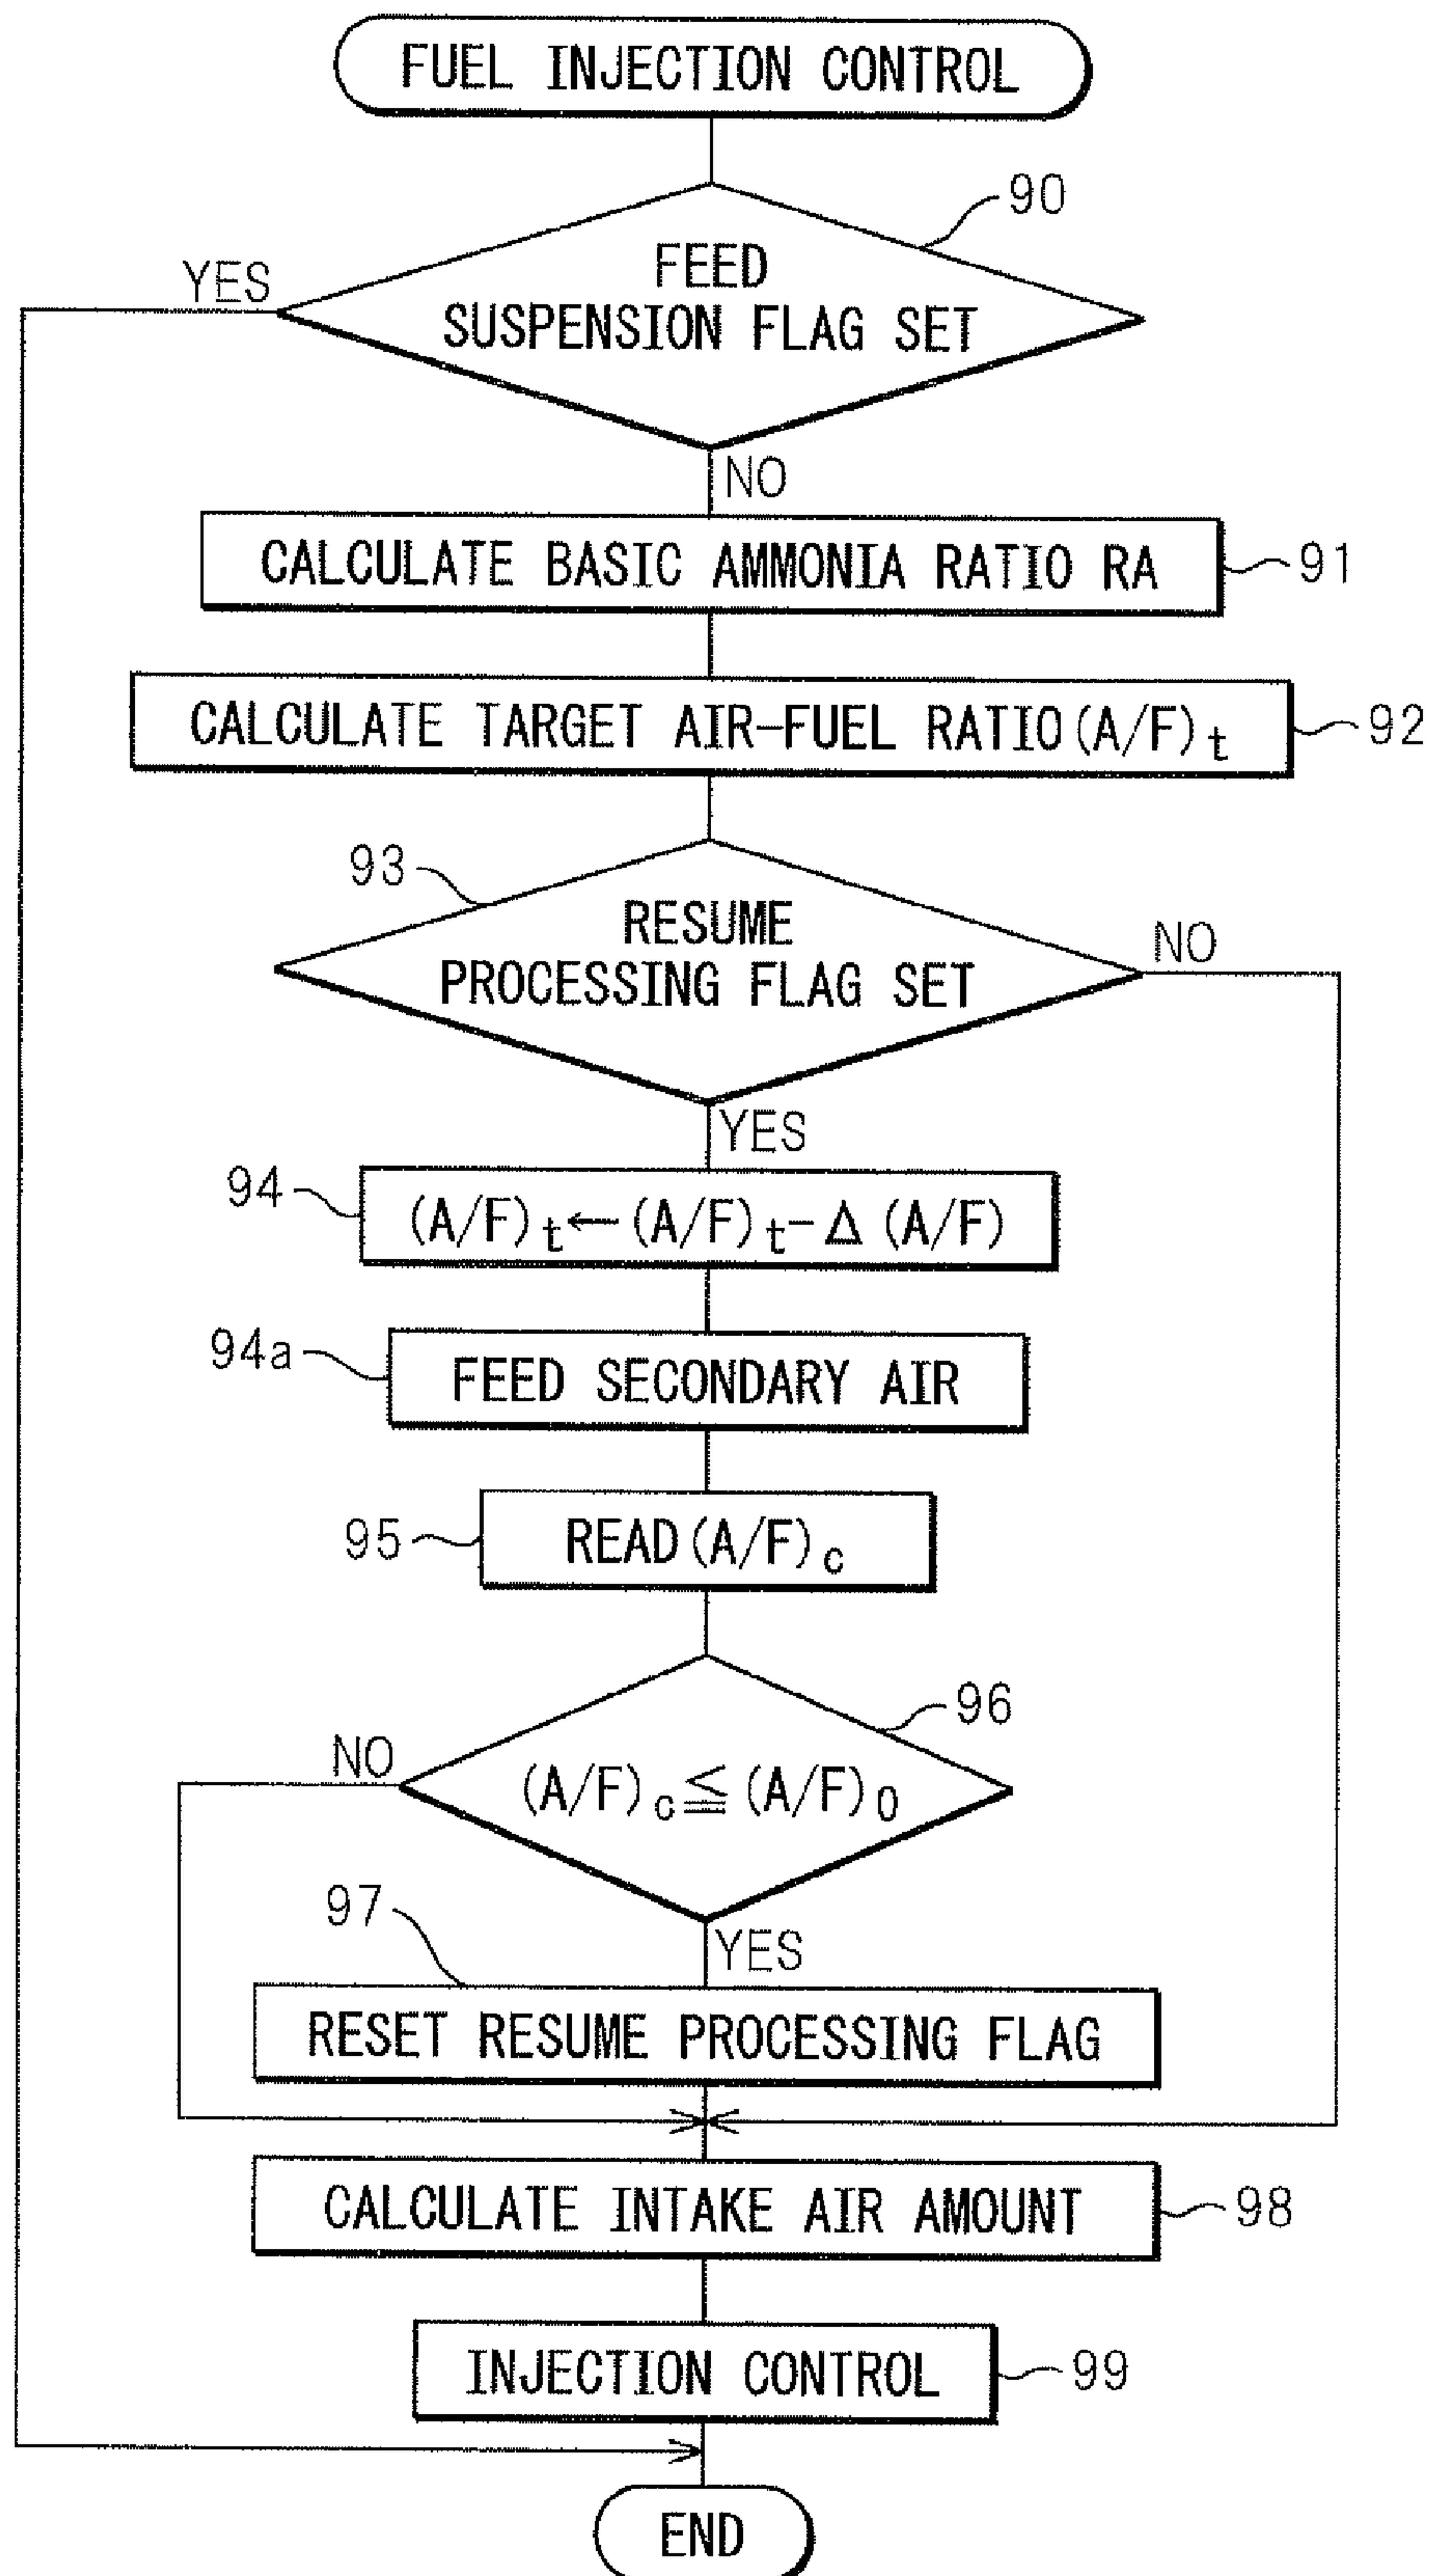 FUEL INJECTION CONTROL
90
YES
FEED
SUSPENSION FLAG SET
NO
CALCULATE BASIC AMMONIA RATIO RA
91
CALCULATE TARGET AIR-FUEL RATIO (A/F)t
92
93
RESUME
PROCESSING FLAG SET
NO
YES
94
(A/F)t←(A/F)t-Δ(A/F)
94a
FEED SECONDARY AIR
95
READ (A/F)c
96
NO
(A/F)c≦(A/F)0
97
YES
RESET RESUME PROCESSING FLAG
CALCULATE INTAKE AIR AMOUNT
98
INJECTION CONTROL
99
END